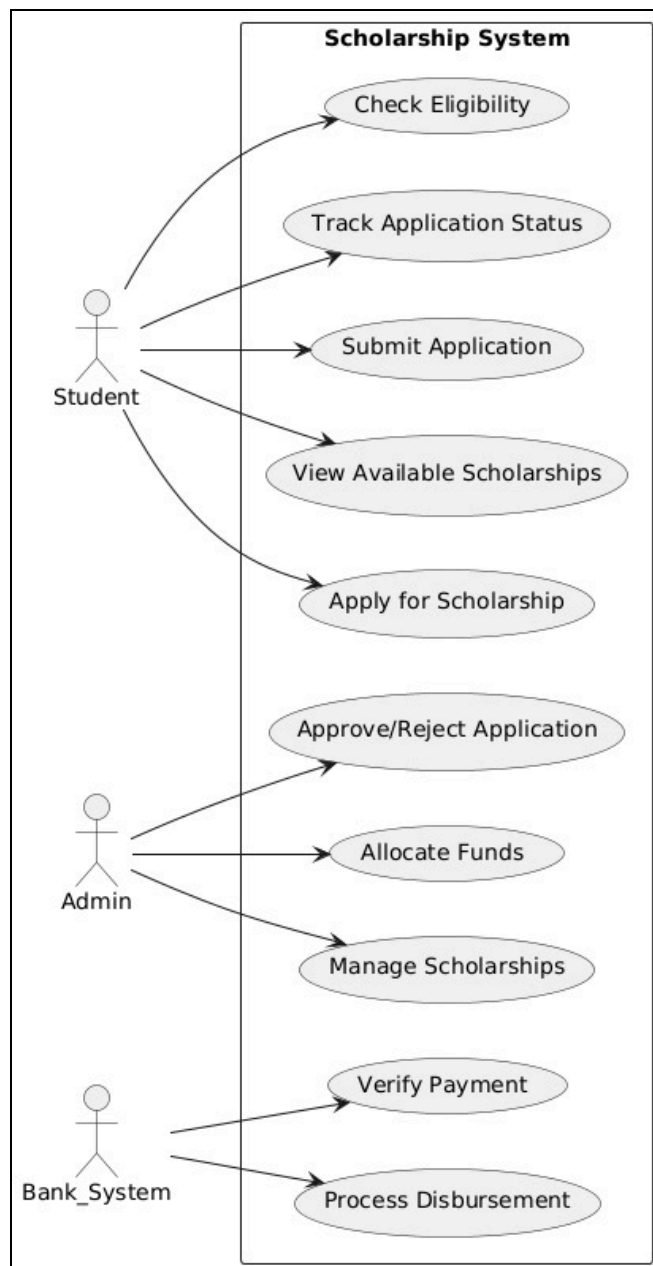 Scholarship System
Check Eligibility
Track Application Status
Submit Application
Student
View Available Scholarships
Apply for Scholarship
Approve/Reject Application
Allocate Funds
Admin
Manage Scholarships
Verify Payment
Bank_System
Process Disbursement